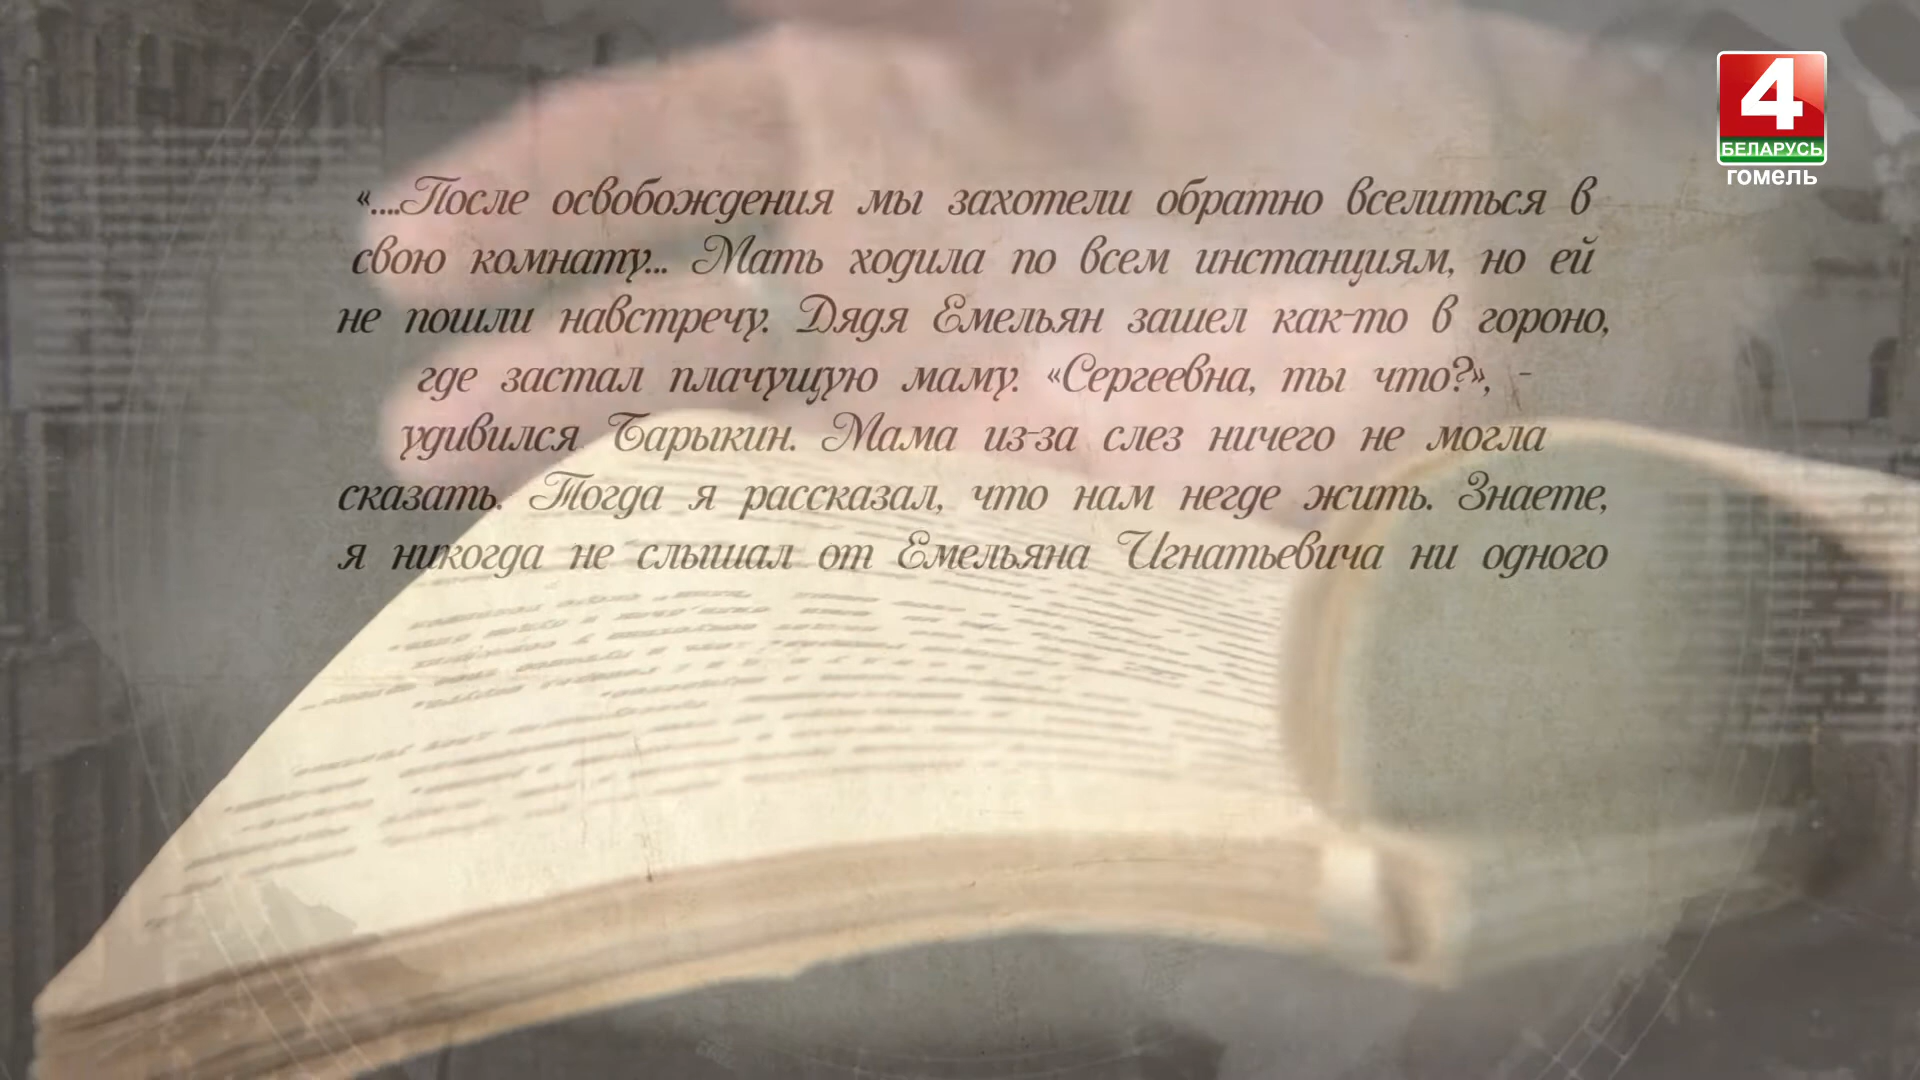 4
БЕЛАРУСЬ
гомель
«....После освобождения мы захотели обратно вселиться в
свою комнату... Мать ходила по всем инстанциям, но ей
не пошли навстречу. Дядя Емельян зашел как-то в гороно,
где застал плачущую маму. «Сергеевна, ты что?», -
удивился Барыкин. Мама из-за слез ничего не могла
сказать. Тогда я рассказал, что нам негде жить. Знаете,
я никогда не слышал от Емельяна Игнатьевича ни одного